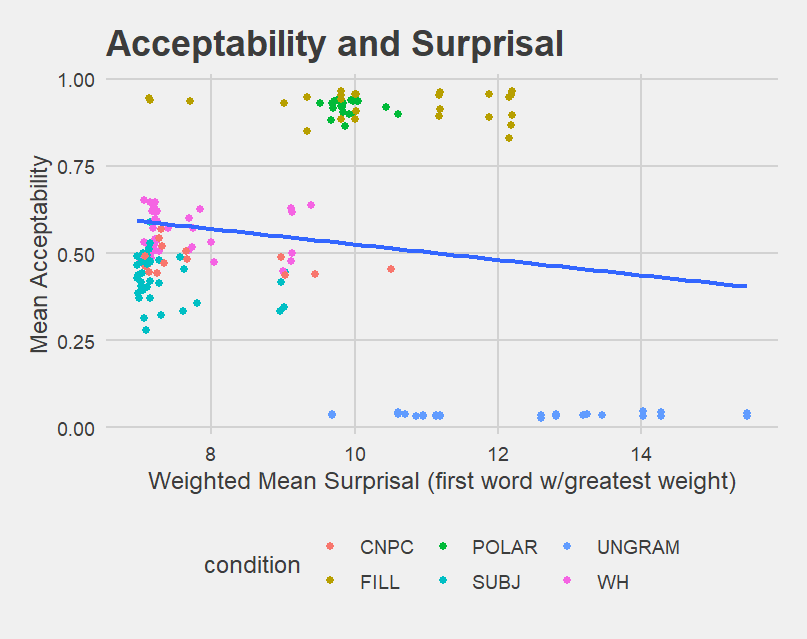 Acceptability and Surprisal
Mean Acceptability
1.00
0.75
0.50
0.25
0.00
8 10 12 14
Weighted Mean Surprisal (first word w/greatest weight)
condition
CNPC POLAR UNGRAM
FILL SUBJ WH